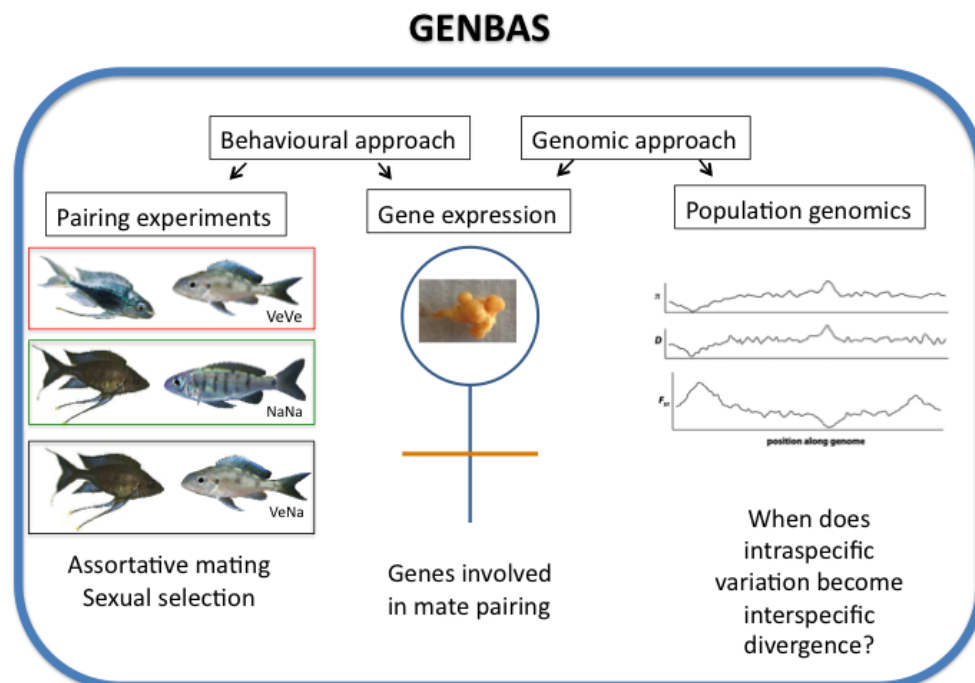 GENBAS
Behavioural approach
Genomic approach
Pairing experiments
Gene expression
Population genomics
VeVe
NaNa
VeNa
π
D
F_ST
position along genome
Assortative mating
Sexual selection
Genes involved
in mate pairing
When does
intraspecific
variation become
interspecific
divergence?